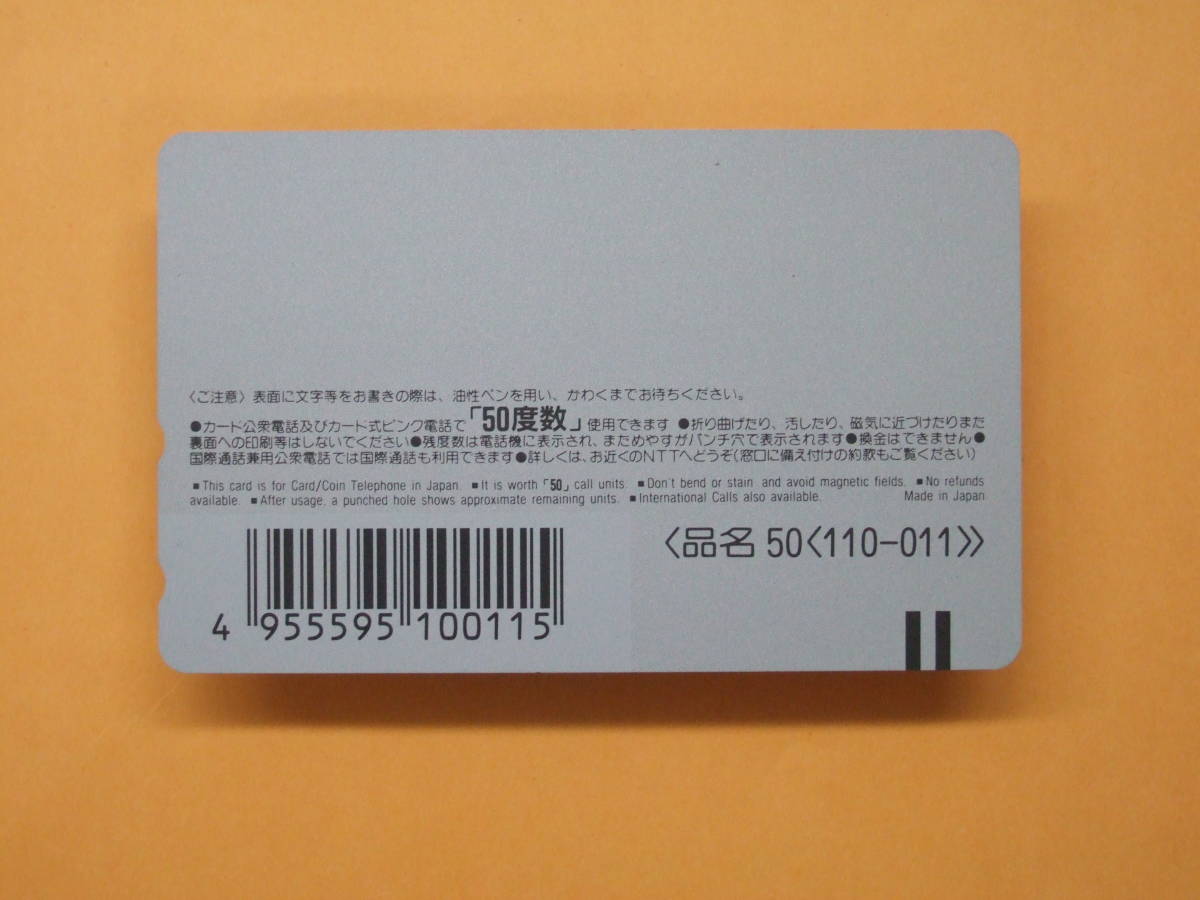 〈ご注意〉表面に文字等をお書きの際は、油性ペンを用い、かわくまでお待ちください。
●カード公衆電話及びカード式ピンク電話で「50度数」使用できます ●折り曲げたり、汚したり、磁気に近づけたりまた
裏面への印刷等はしないでください●残度数は電話機に表示され、まためやすがパンチ穴で表示されます●換金はできません●
国際通話兼用公衆電話では国際通話も利用できます●詳しくは、お近くのNTTへどうぞ(窓口に備え付けの約款もご覧ください)
■This card is for Card/Coin Telephone in Japan. ■It is worth「50」call units. ■Don't bend or stain and avoid magnetic fields. ■No refunds
available. ■After usage, a punched hole shows approximate remaining units. ■International Calls also available. Made in Japan
〈品名 50〈110-011〉〉
4 955595 100115